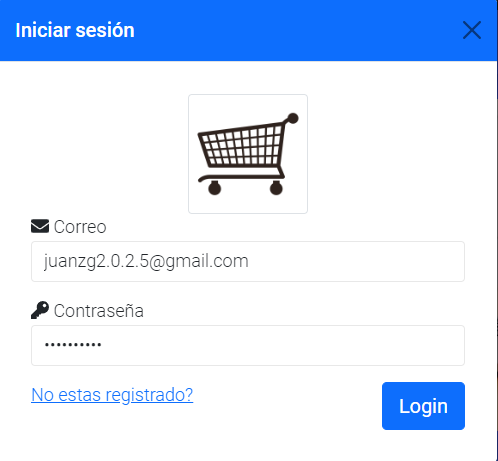 Iniciar sesión
Correo
juanzg2.0.2.5@gmail.com
Contraseña
••••••••••
No estas registrado?
Login